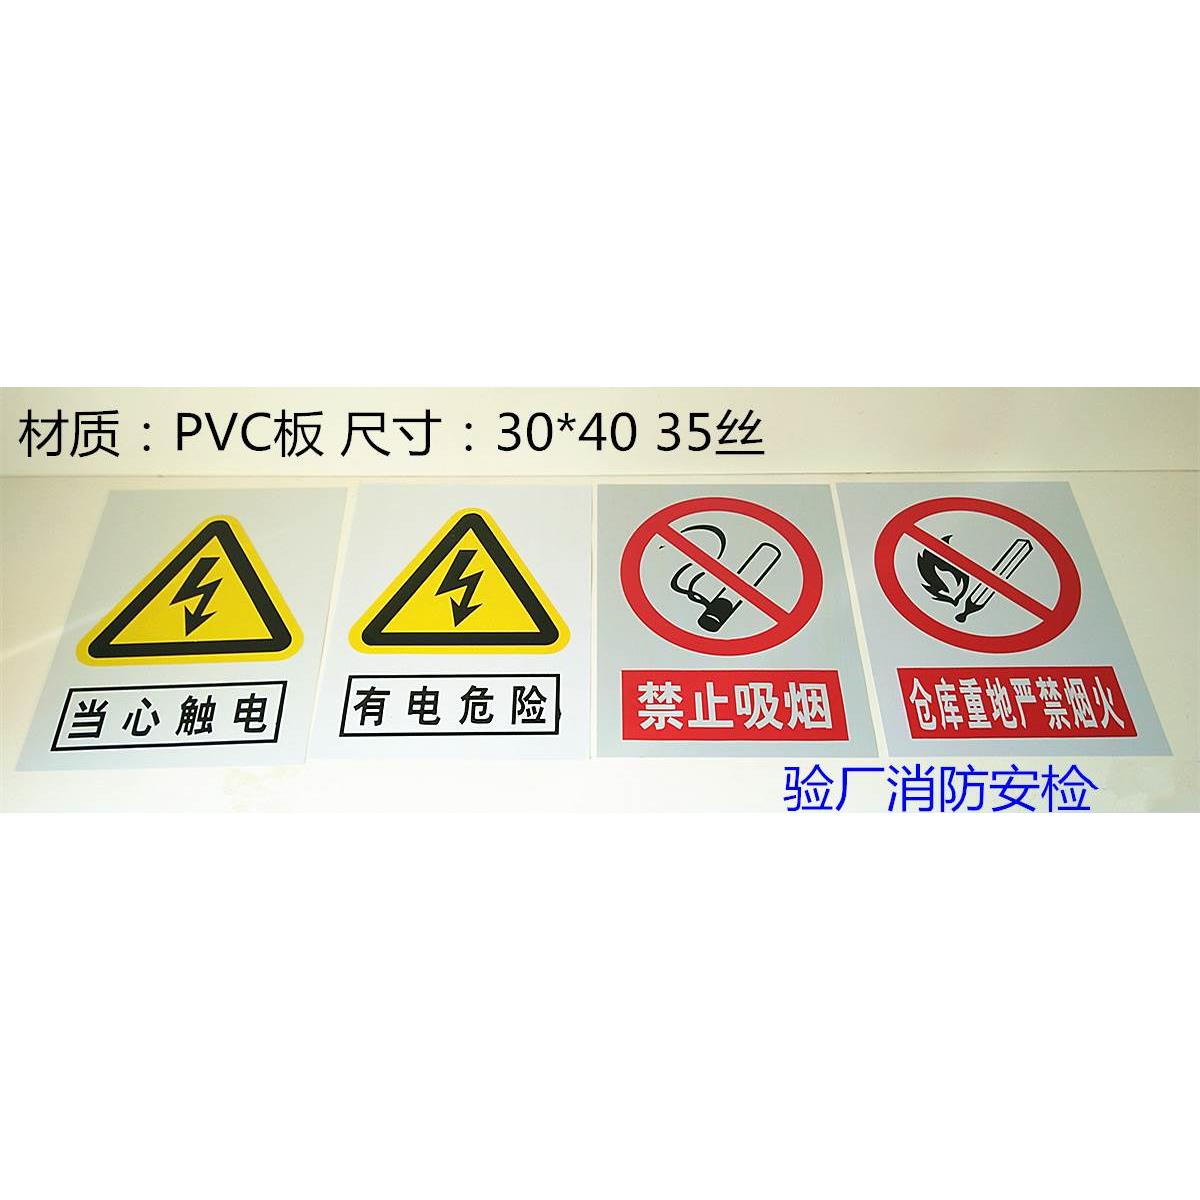 材质：PVC板 尺寸：30*40 35丝
当心触电
有电危险
禁止吸烟
仓库重地严禁烟火
验厂消防安检